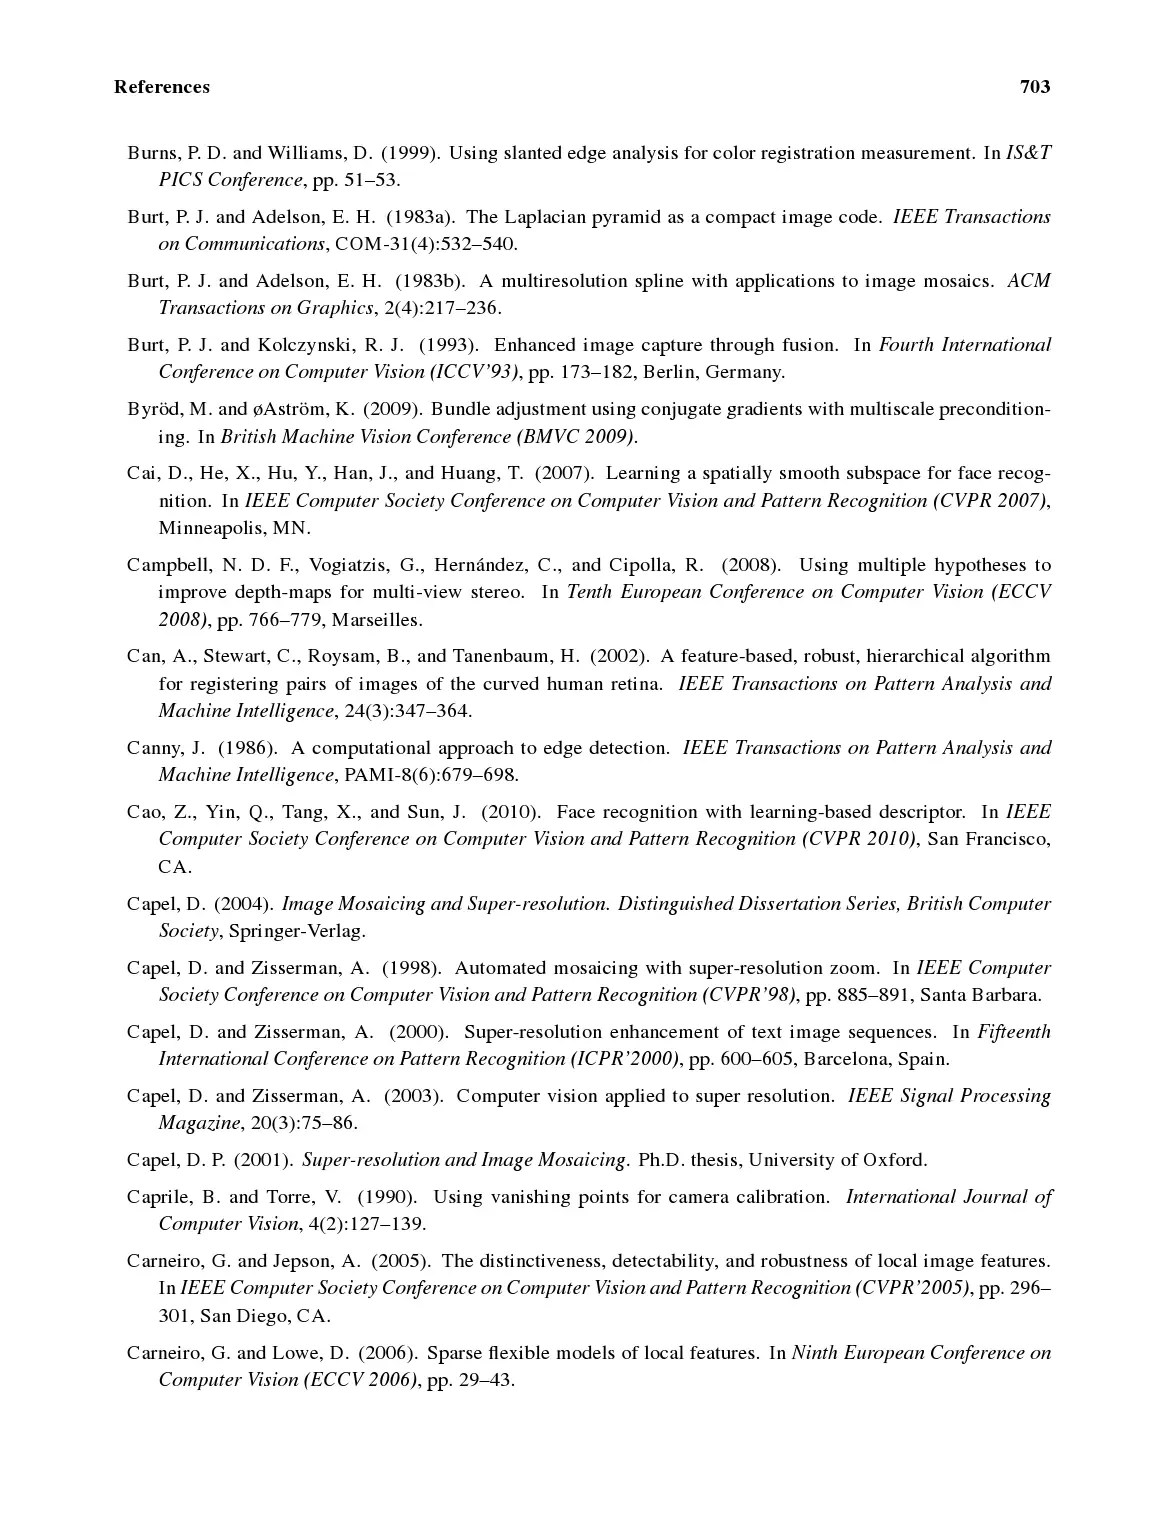 References 703
Burns, P. D. and Williams, D. (1999). Using slanted edge analysis for color registration measurement. In IS&T
PICS Conference, pp. 51–53.
Burt, P. J. and Adelson, E. H. (1983a). The Laplacian pyramid as a compact image code. IEEE Transactions
on Communications, COM-31(4):532–540.
Burt, P. J. and Adelson, E. H. (1983b). A multiresolution spline with applications to image mosaics. ACM
Transactions on Graphics, 2(4):217–236.
Burt, P. J. and Kolczynski, R. J. (1993). Enhanced image capture through fusion. In Fourth International
Conference on Computer Vision (ICCV’93), pp. 173–182, Berlin, Germany.
Byröd, M. and øAström, K. (2009). Bundle adjustment using conjugate gradients with multiscale precondition-
ing. In British Machine Vision Conference (BMVC 2009).
Cai, D., He, X., Hu, Y., Han, J., and Huang, T. (2007). Learning a spatially smooth subspace for face recog-
nition. In IEEE Computer Society Conference on Computer Vision and Pattern Recognition (CVPR 2007),
Minneapolis, MN.
Campbell, N. D. F., Vogiatzis, G., Hernández, C., and Cipolla, R. (2008). Using multiple hypotheses to
improve depth-maps for multi-view stereo. In Tenth European Conference on Computer Vision (ECCV
2008), pp. 766–779, Marseilles.
Can, A., Stewart, C., Roysam, B., and Tanenbaum, H. (2002). A feature-based, robust, hierarchical algorithm
for registering pairs of images of the curved human retina. IEEE Transactions on Pattern Analysis and
Machine Intelligence, 24(3):347–364.
Canny, J. (1986). A computational approach to edge detection. IEEE Transactions on Pattern Analysis and
Machine Intelligence, PAMI-8(6):679–698.
Cao, Z., Yin, Q., Tang, X., and Sun, J. (2010). Face recognition with learning-based descriptor. In IEEE
Computer Society Conference on Computer Vision and Pattern Recognition (CVPR 2010), San Francisco,
CA.
Capel, D. (2004). Image Mosaicing and Super-resolution. Distinguished Dissertation Series, British Computer
Society, Springer-Verlag.
Capel, D. and Zisserman, A. (1998). Automated mosaicing with super-resolution zoom. In IEEE Computer
Society Conference on Computer Vision and Pattern Recognition (CVPR’98), pp. 885–891, Santa Barbara.
Capel, D. and Zisserman, A. (2000). Super-resolution enhancement of text image sequences. In Fifteenth
International Conference on Pattern Recognition (ICPR’2000), pp. 600–605, Barcelona, Spain.
Capel, D. and Zisserman, A. (2003). Computer vision applied to super resolution. IEEE Signal Processing
Magazine, 20(3):75–86.
Capel, D. P. (2001). Super-resolution and Image Mosaicing. Ph.D. thesis, University of Oxford.
Caprile, B. and Torre, V. (1990). Using vanishing points for camera calibration. International Journal of
Computer Vision, 4(2):127–139.
Carneiro, G. and Jepson, A. (2005). The distinctiveness, detectability, and robustness of local image features.
In IEEE Computer Society Conference on Computer Vision and Pattern Recognition (CVPR’2005), pp. 296–
301, San Diego, CA.
Carneiro, G. and Lowe, D. (2006). Sparse flexible models of local features. In Ninth European Conference on
Computer Vision (ECCV 2006), pp. 29–43.